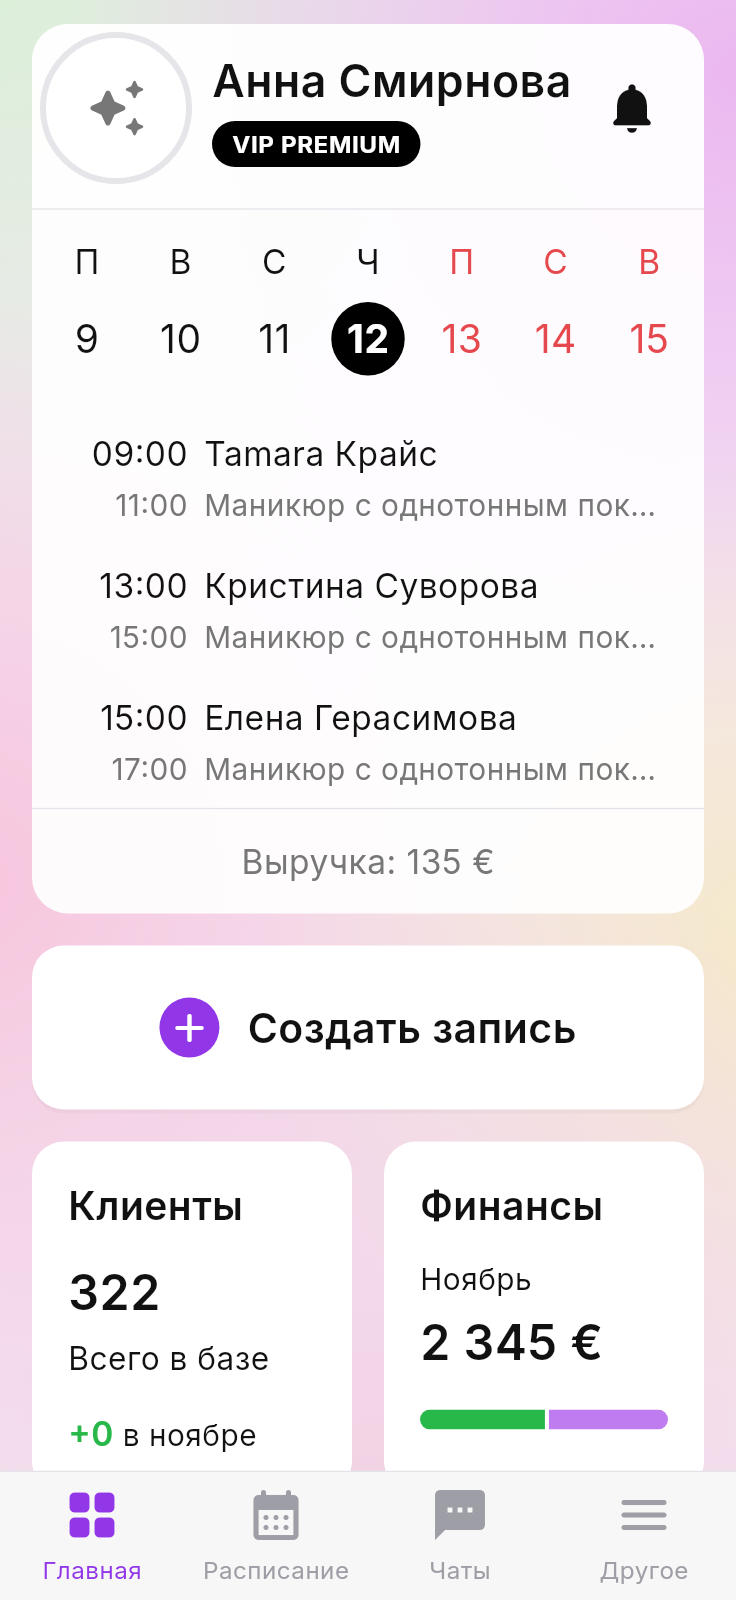 Анна Смирнова
VIP PREMIUM
П В С Ч П С В
9 10 11 12 13 14 15
09:00 Tamara Крайс
11:00 Маникюр с однотонным пок...
13:00 Кристина Суворова
15:00 Маникюр с однотонным пок...
15:00 Елена Герасимова
17:00 Маникюр с однотонным пок...
Выручка: 135 €
Создать запись
Клиенты
322
Всего в базе
+0 в ноябре
Финансы
Ноябрь
2 345 €
Главная Расписание Чаты Другое